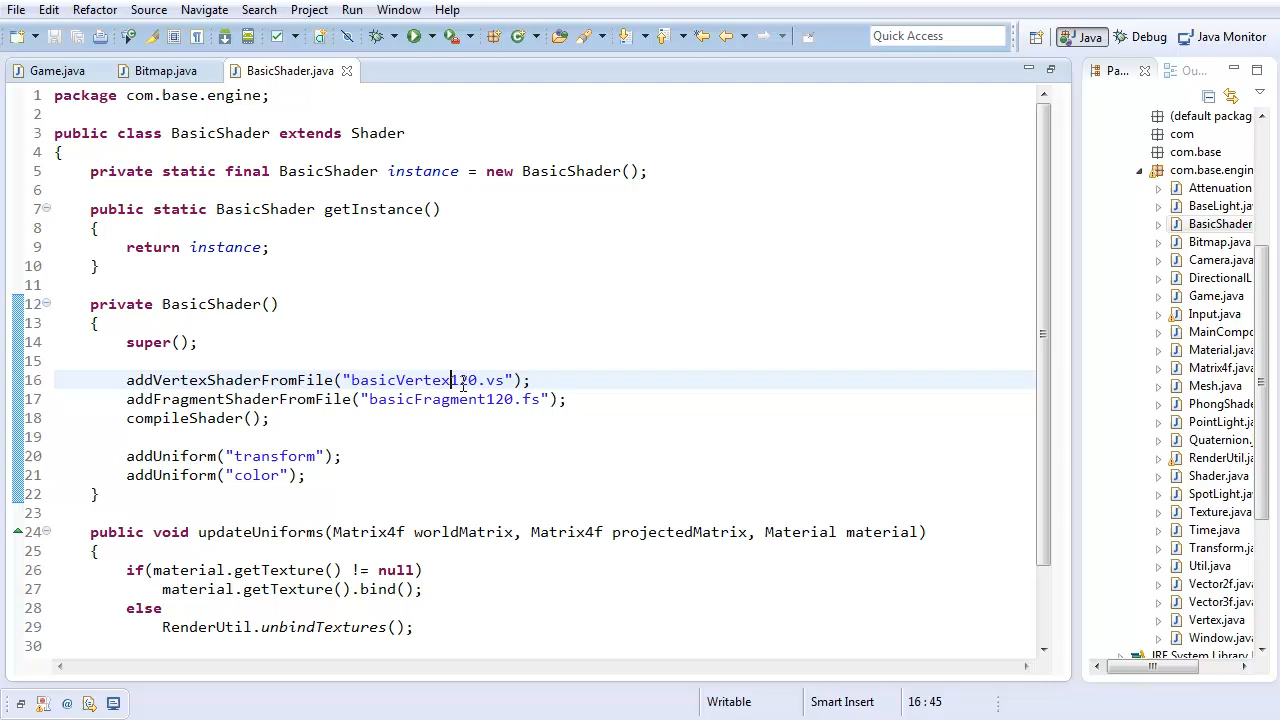 File Edit Refactor Source Navigate Search Project Run Window Help
Quick Access Java Debug Java Monitor
Game.java Bitmap.java BasicShader.java Pa... Ou...
1 package com.base.engine;
2
3 public class BasicShader extends Shader
4 {
5 private static final BasicShader instance = new BasicShader();
6
7 public static BasicShader getInstance()
8 {
9 return instance;
10 }
11
12 private BasicShader()
13 {
14 super();
15
16 addVertexShaderFromFile("basicVertex120.vs");
17 addFragmentShaderFromFile("basicFragment120.fs");
18 compileShader();
19
20 addUniform("transform");
21 addUniform("color");
22 }
23
24 public void updateUniforms(Matrix4f worldMatrix, Matrix4f projectedMatrix, Material material)
25 {
26 if(material.getTexture() != null)
27 material.getTexture().bind();
28 else
29 RenderUtil.unbindTextures();
30
(default packag
com
com.base
com.base.engin
Attenuation
BaseLight.ja
BasicShader
Bitmap.java
Camera.java
DirectionalL
Game.java
Input.java
MainCompo
Material.java
Matrix4f.jav
Mesh.java
PhongShade
PointLight.ja
Quaternion.
RenderUtil.ja
Shader.java
SpotLight.ja
Texture.java
Time.java
Transform.ja
Util.java
Vector2f.java
Vector3f.java
Vertex.java
Window.java
JRE System Library
Writable Smart Insert 16 : 45